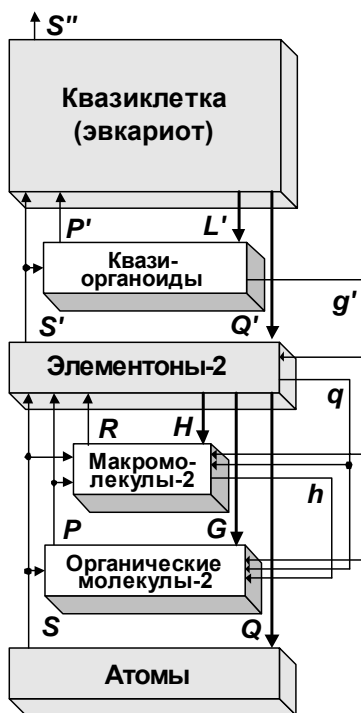 S"
Квазиклетка
(эвкариот)
P'
L'
Квази-
органоиды
g'
S'
Q'
Элементоны-2
q
R
H
Макромо-
лекулы-2
h
P
G
Органические
молекулы-2
S
Q
Атомы